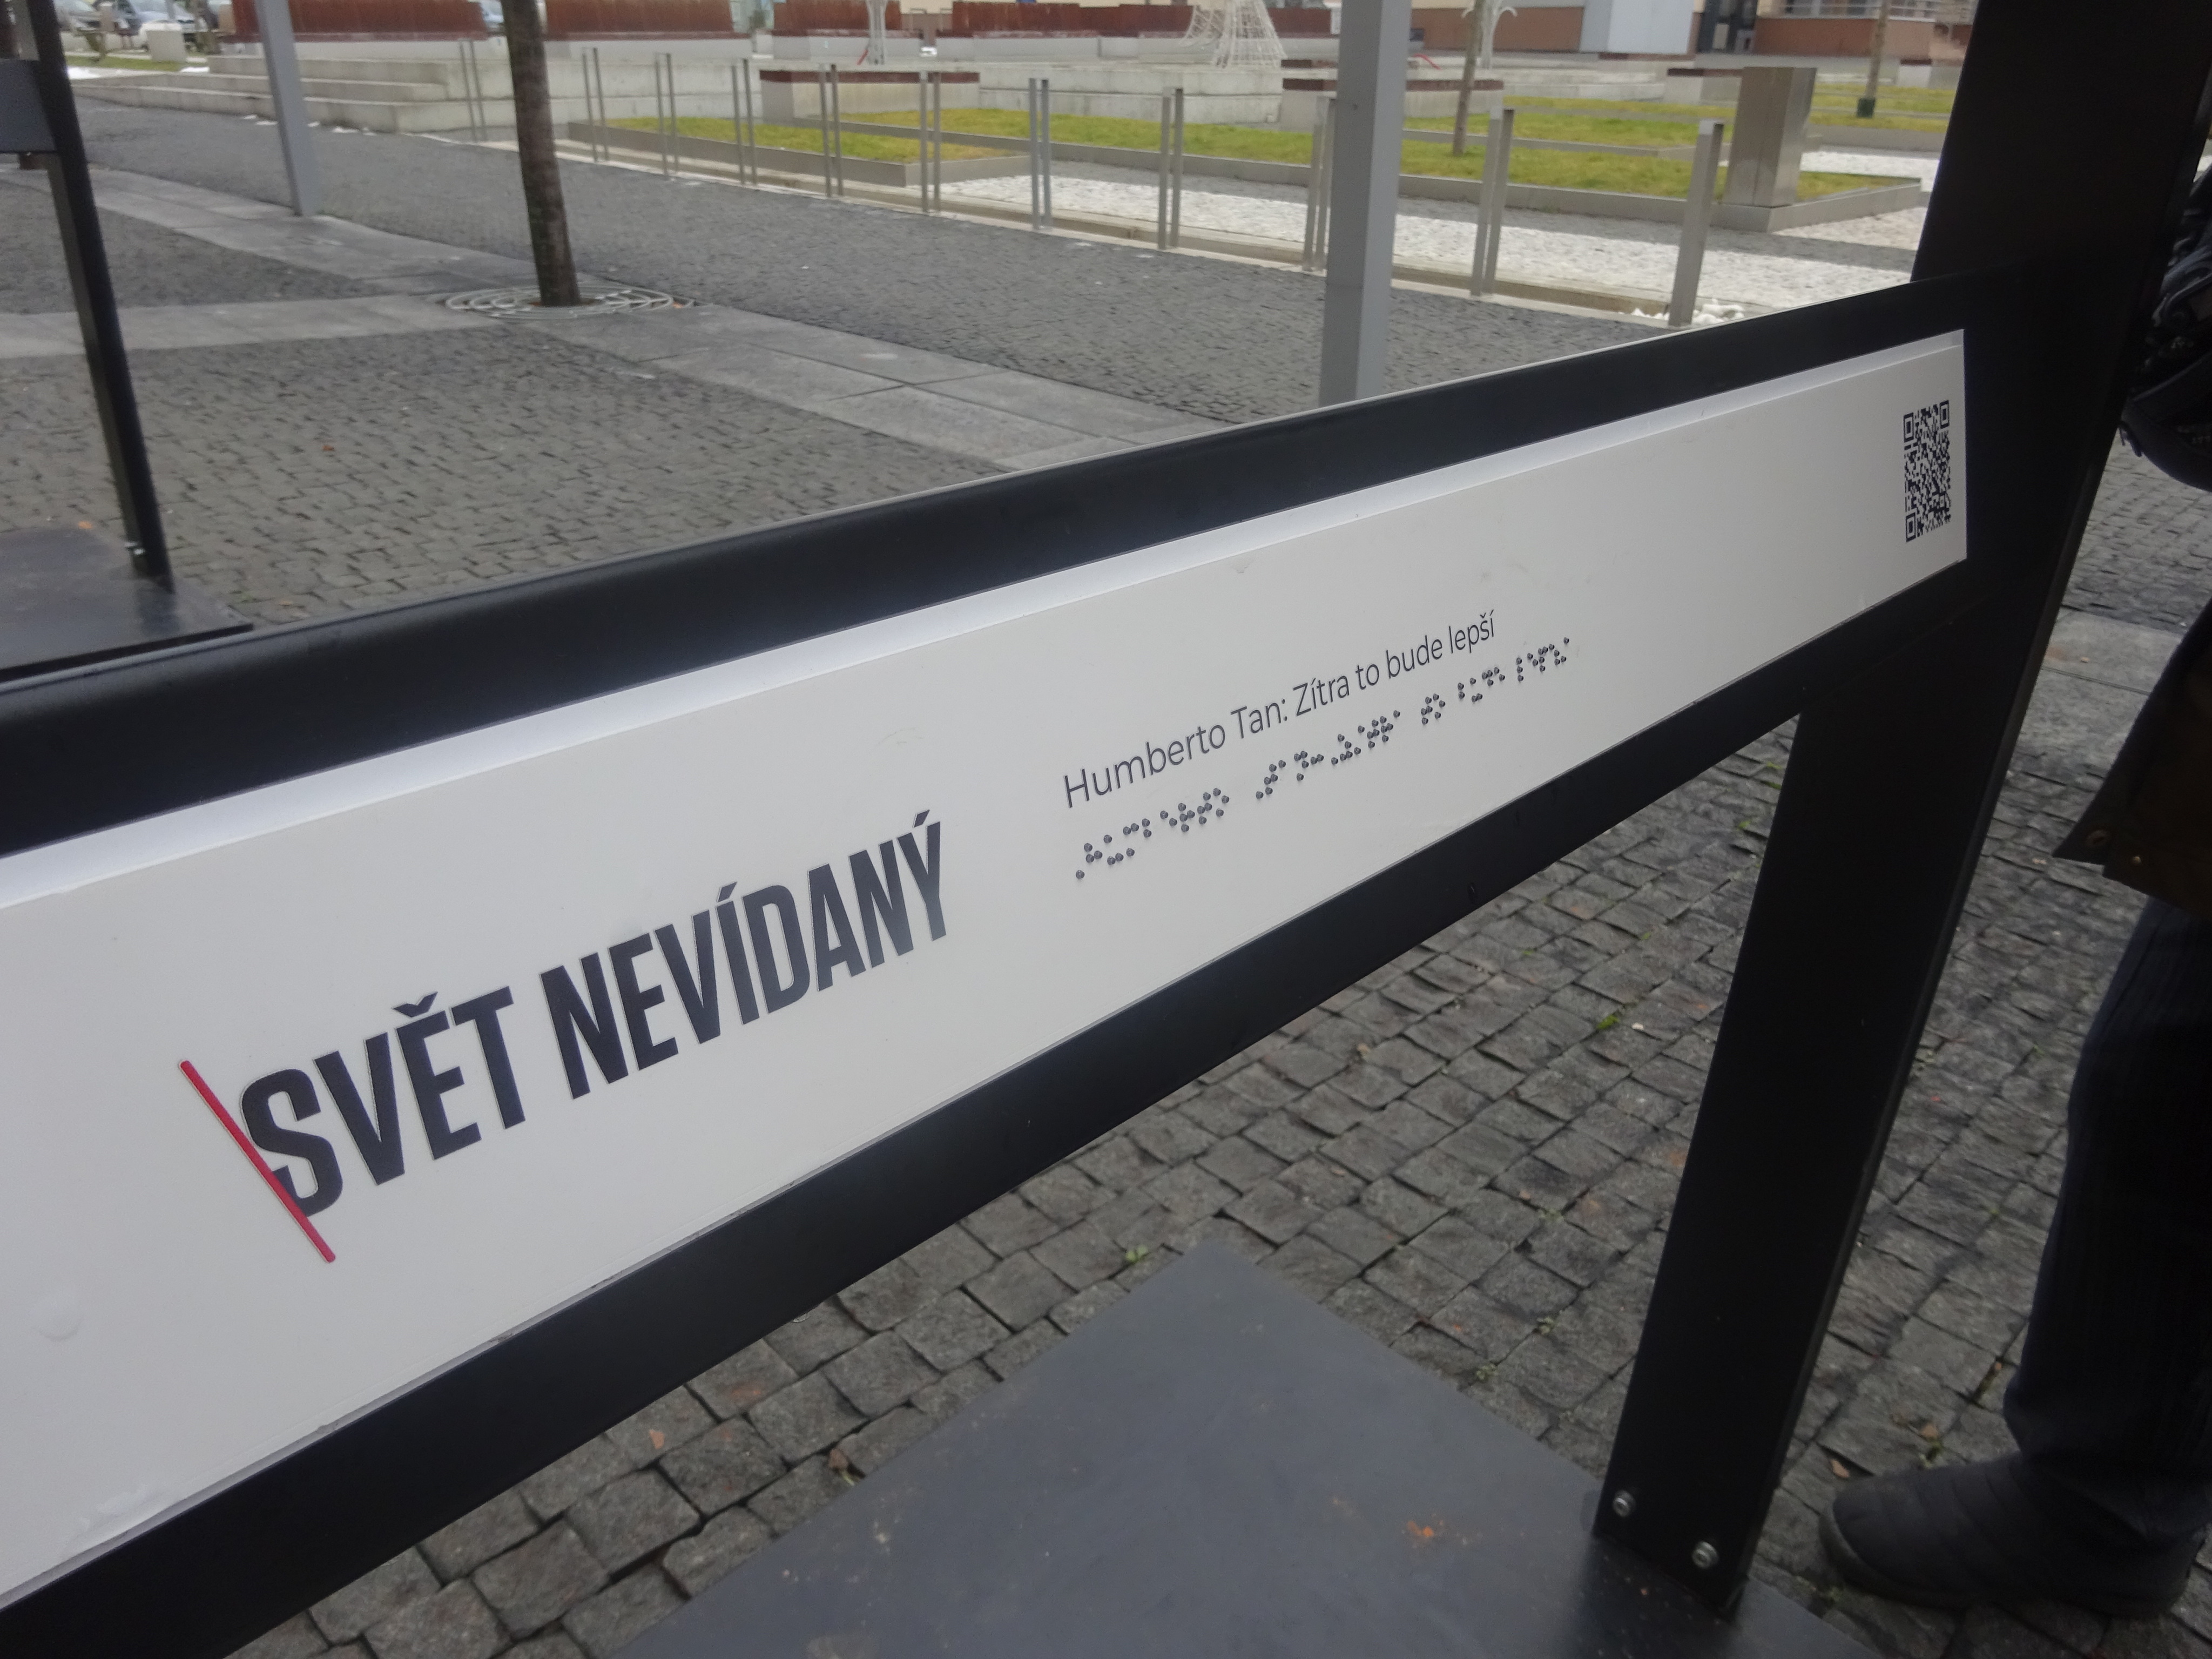 SVĚT NEVÍDANÝ
Humberto Tan: Zítra to bude lepší